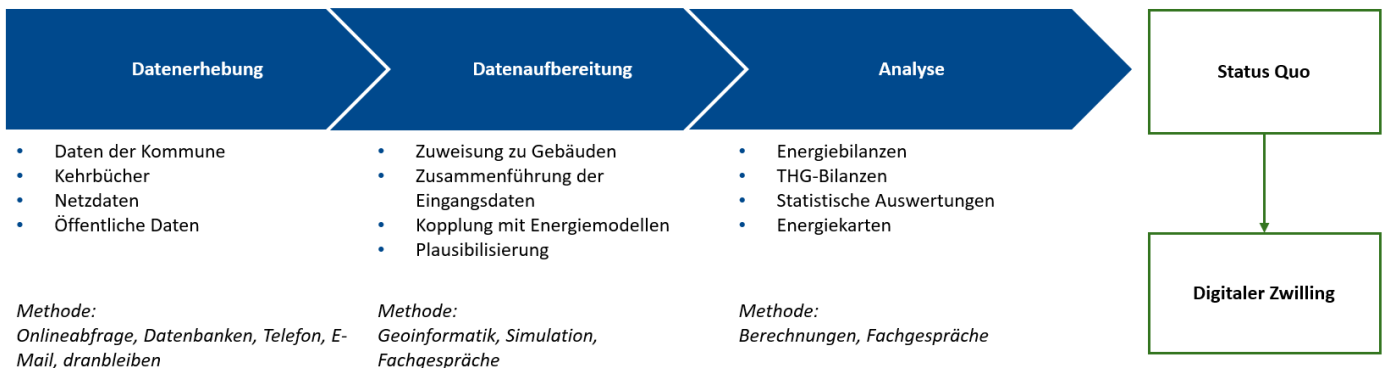 Datenerhebung
Datenaufbereitung
Analyse
Status Quo
• Daten der Kommune
• Kehrbücher
• Netzdaten
• Öffentliche Daten
Methode:
Onlineabfrage, Datenbanken, Telefon, E-
Mail, dranbleiben
• Zuweisung zu Gebäuden
• Zusammenführung der
Eingangsdaten
• Kopplung mit Energiemodellen
• Plausibilisierung
Methode:
Geoinformatik, Simulation,
Fachgespräche
• Energiebilanzen
• THG-Bilanzen
• Statistische Auswertungen
• Energiekarten
Methode:
Berechnungen, Fachgespräche
Digitaler Zwilling